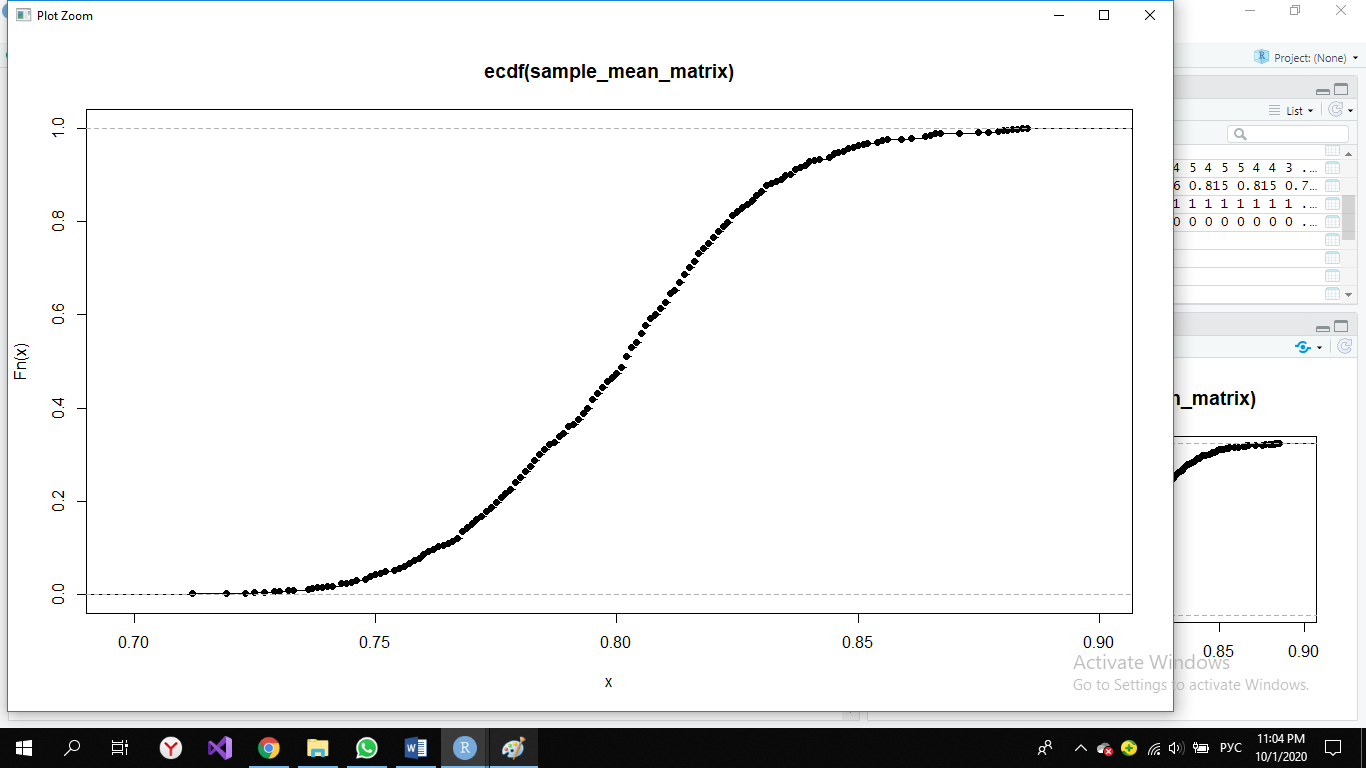 Plot Zoom
ecdf(sample_mean_matrix)
Fn(x)
1.0
0.8
0.6
0.4
0.2
0.0
0.70 0.75 0.80 0.85 0.90
x
Project: (None)
List
4 5 4 5 5 4 4 3 ...
6 0.815 0.815 0.7...
1 1 1 1 1 1 1 1 ...
0 0 0 0 0 0 0 0 ...
n_matrix)
0.85 0.90
Activate Windows
Go to Settings to activate Windows.
РУС
11:04 PM
10/1/2020